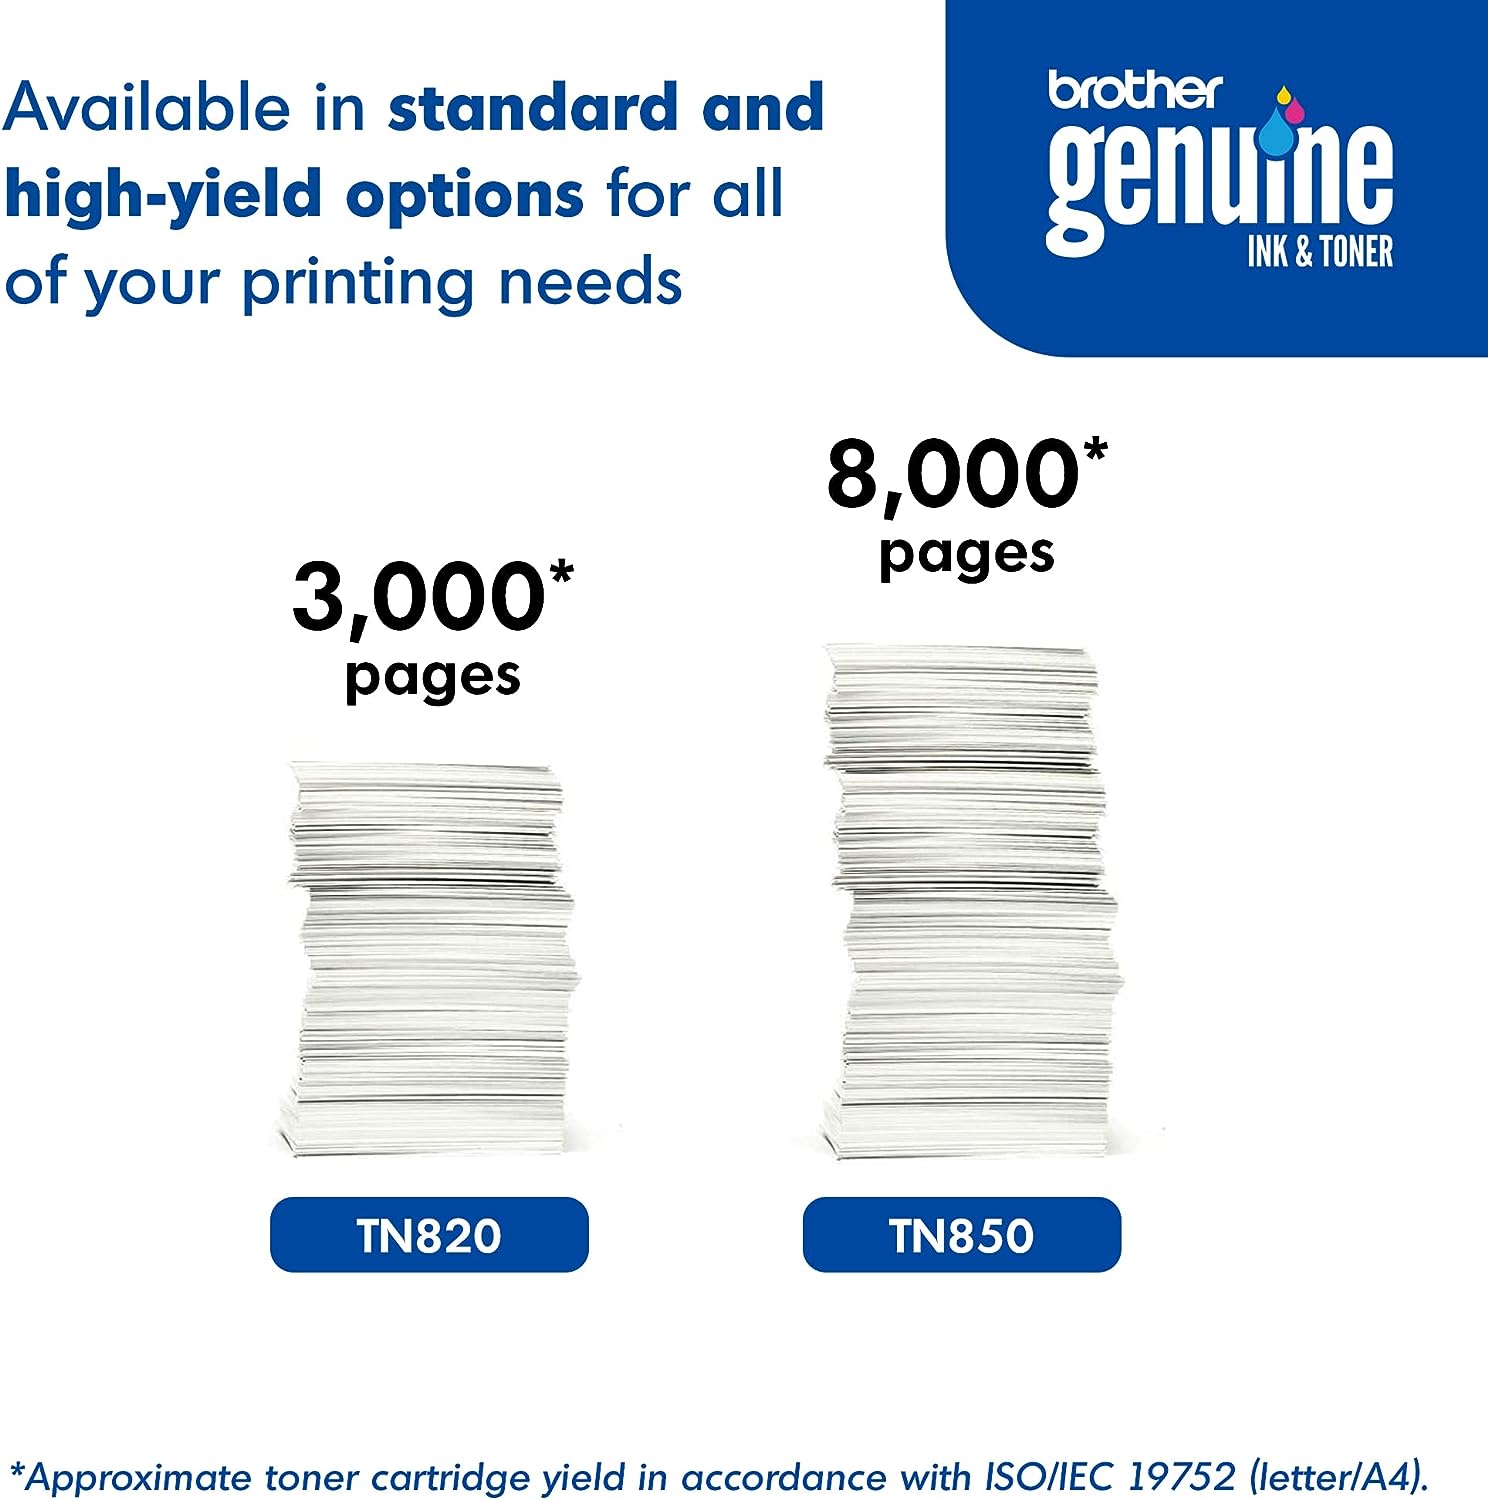 Available in standard and
high-yield options for all
of your printing needs
brother
genuine
INK & TONER
8,000*
pages
3,000*
pages
TN820
TN850
*Approximate toner cartridge yield in accordance with ISO/IEC 19752 (letter/A4).